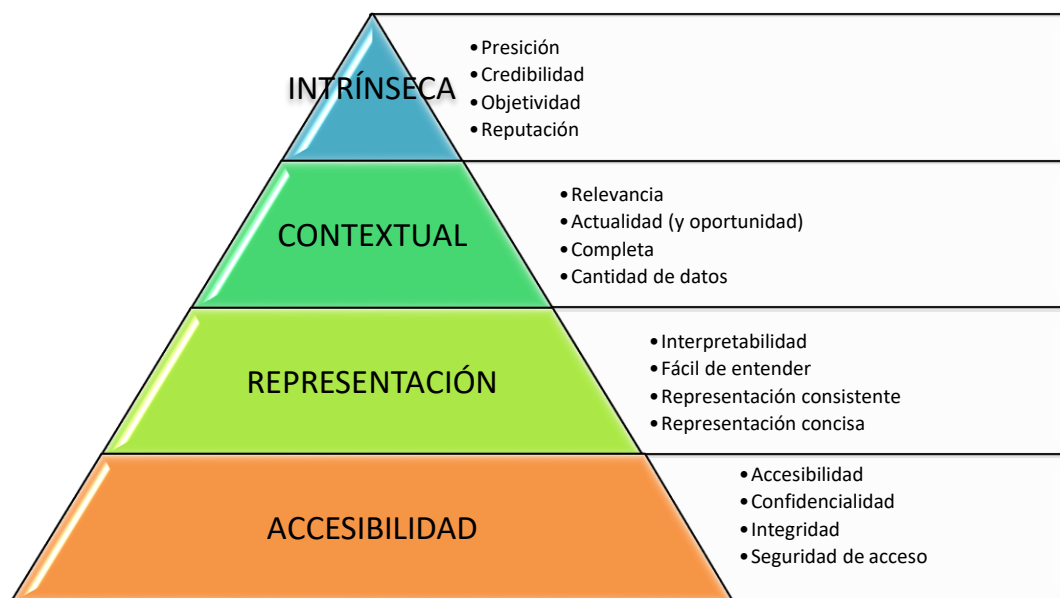 INTRÍNSECA
•Presición
•Credibilidad
•Objetividad
•Reputación
CONTEXTUAL
•Relevancia
•Actualidad (y oportunidad)
•Completa
•Cantidad de datos
REPRESENTACIÓN
•Interpretabilidad
•Fácil de entender
•Representación consistente
•Representación concisa
ACCESIBILIDAD
•Accesibilidad
•Confidencialidad
•Integridad
•Seguridad de acceso